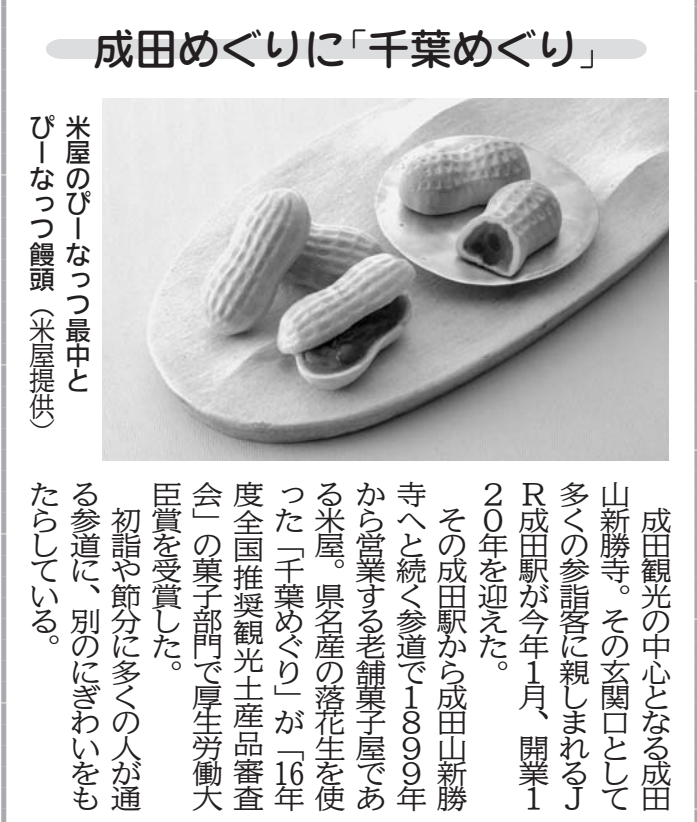 成田めぐりに「千葉めぐり」
米屋のぴーなっつ最中と
ぴーなっつ饅頭（米屋提供）
成田観光の中心となる成田
山新勝寺。その玄関口として
多くの参詣客に親しまれるJ
R成田駅が今年1月、開業1
20年を迎えた。
その成田駅から成田山新勝
寺へと続く参道で1899年
から営業する老舗菓子屋であ
る米屋。県名産の落花生を使
った「千葉めぐり」が「16年
度全国推奨観光土産品審査
会」の菓子部門で厚生労働大
臣賞を受賞した。
初詣や節分に多くの人が通
る参道に、別のにぎわいをも
たらしている。